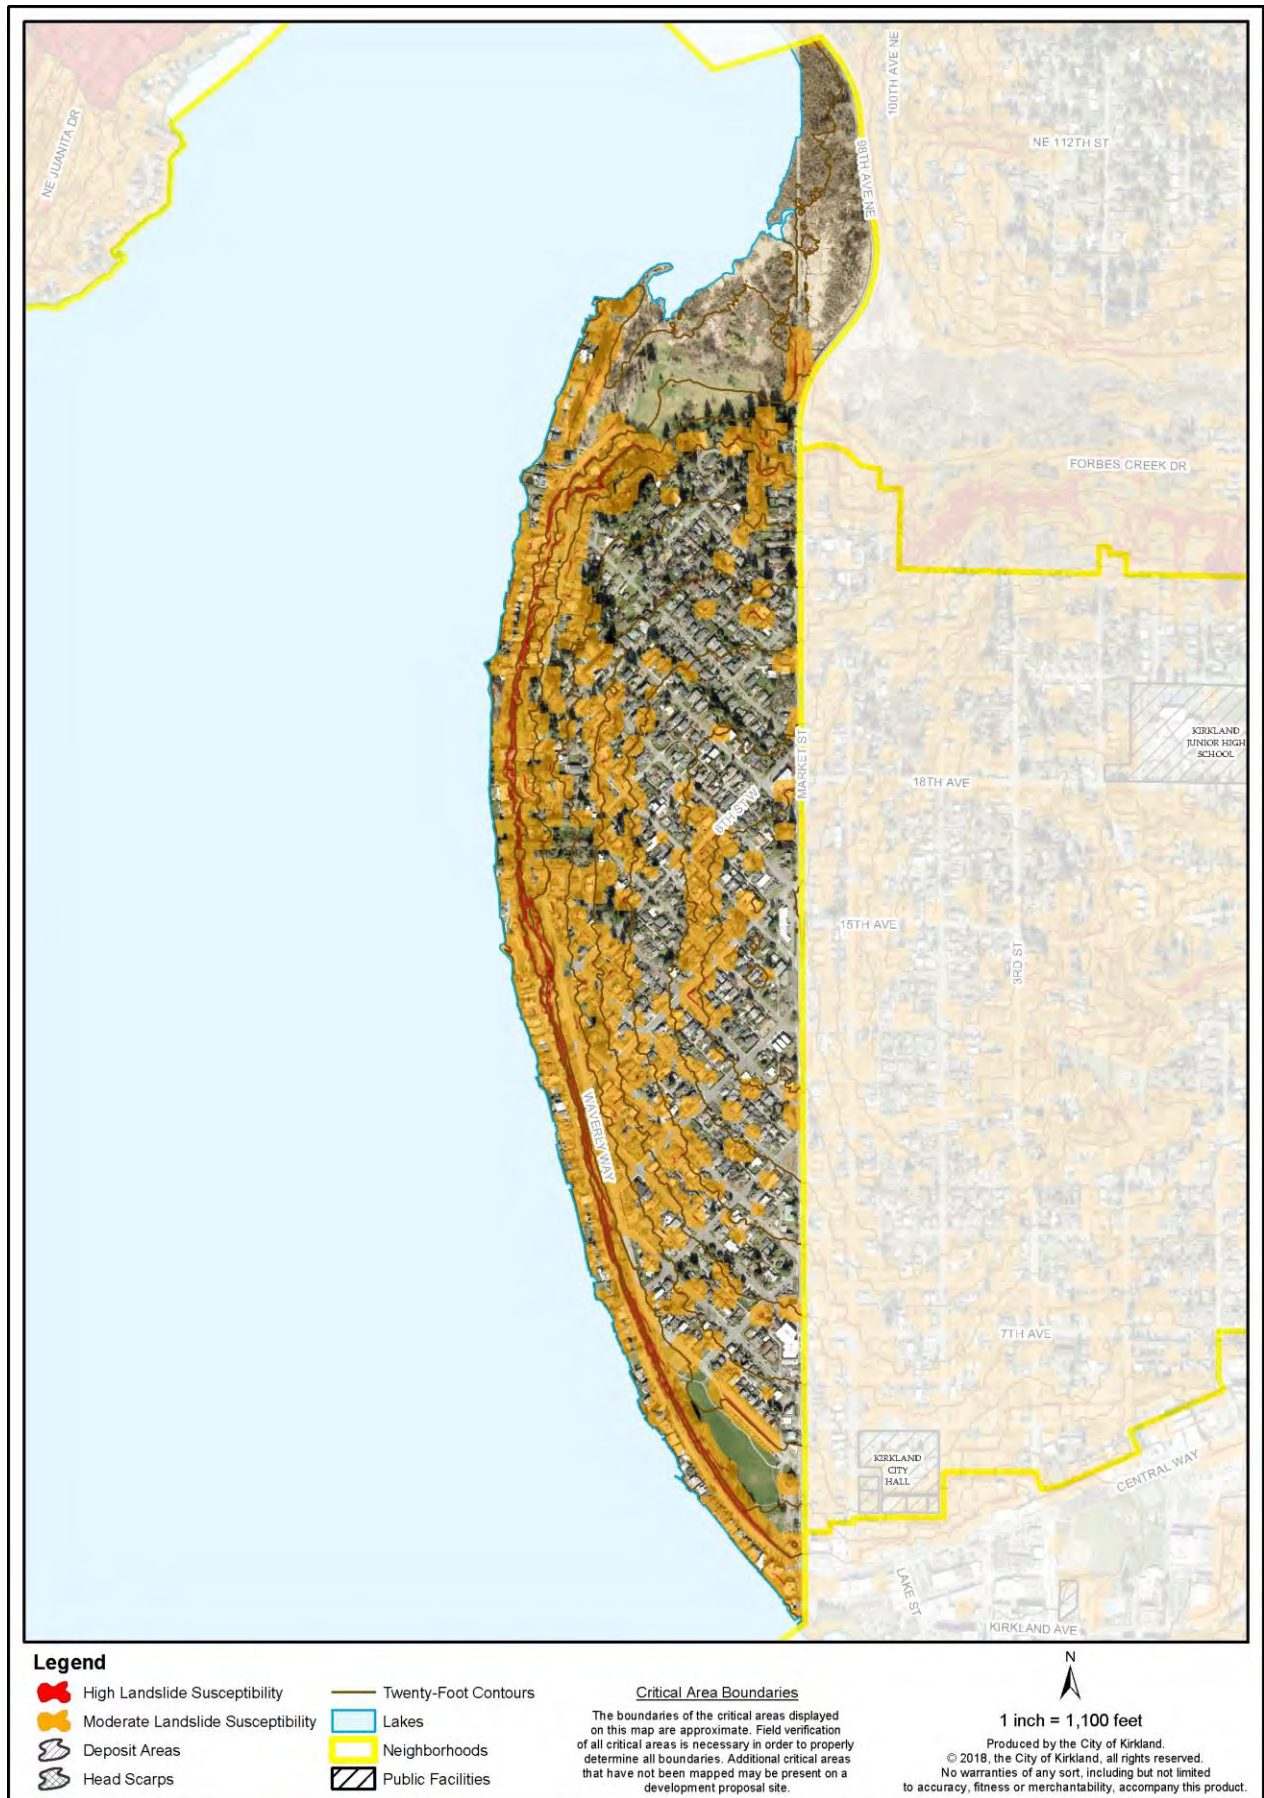 100TH AVE NE
NE JUANITA DR
NE 112TH ST
98TH AVE NE
FORBES CREEK DR
KIRKLAND
JUNIOR HIGH
SCHOOL
MARKET ST
18TH AVE
6TH ST W
15TH AVE
3RD ST
WAVERLY WAY
7TH AVE
KIRKLAND
CITY
HALL
CENTRAL WAY
LAKE ST
KIRKLAND AVE
Legend
High Landslide Susceptibility
Moderate Landslide Susceptibility
Deposit Areas
Head Scarps
Twenty-Foot Contours
Lakes
Neighborhoods
Public Facilities
Critical Area Boundaries
The boundaries of the critical areas displayed
on this map are approximate. Field verification
of all critical areas is necessary in order to properly
determine all boundaries. Additional critical areas
that have not been mapped may be present on a
development proposal site.
N
1 inch = 1,100 feet
Produced by the City of Kirkland.
© 2018, the City of Kirkland, all rights reserved.
No warranties of any sort, including but not limited
to accuracy, fitness or merchantability, accompany this product.